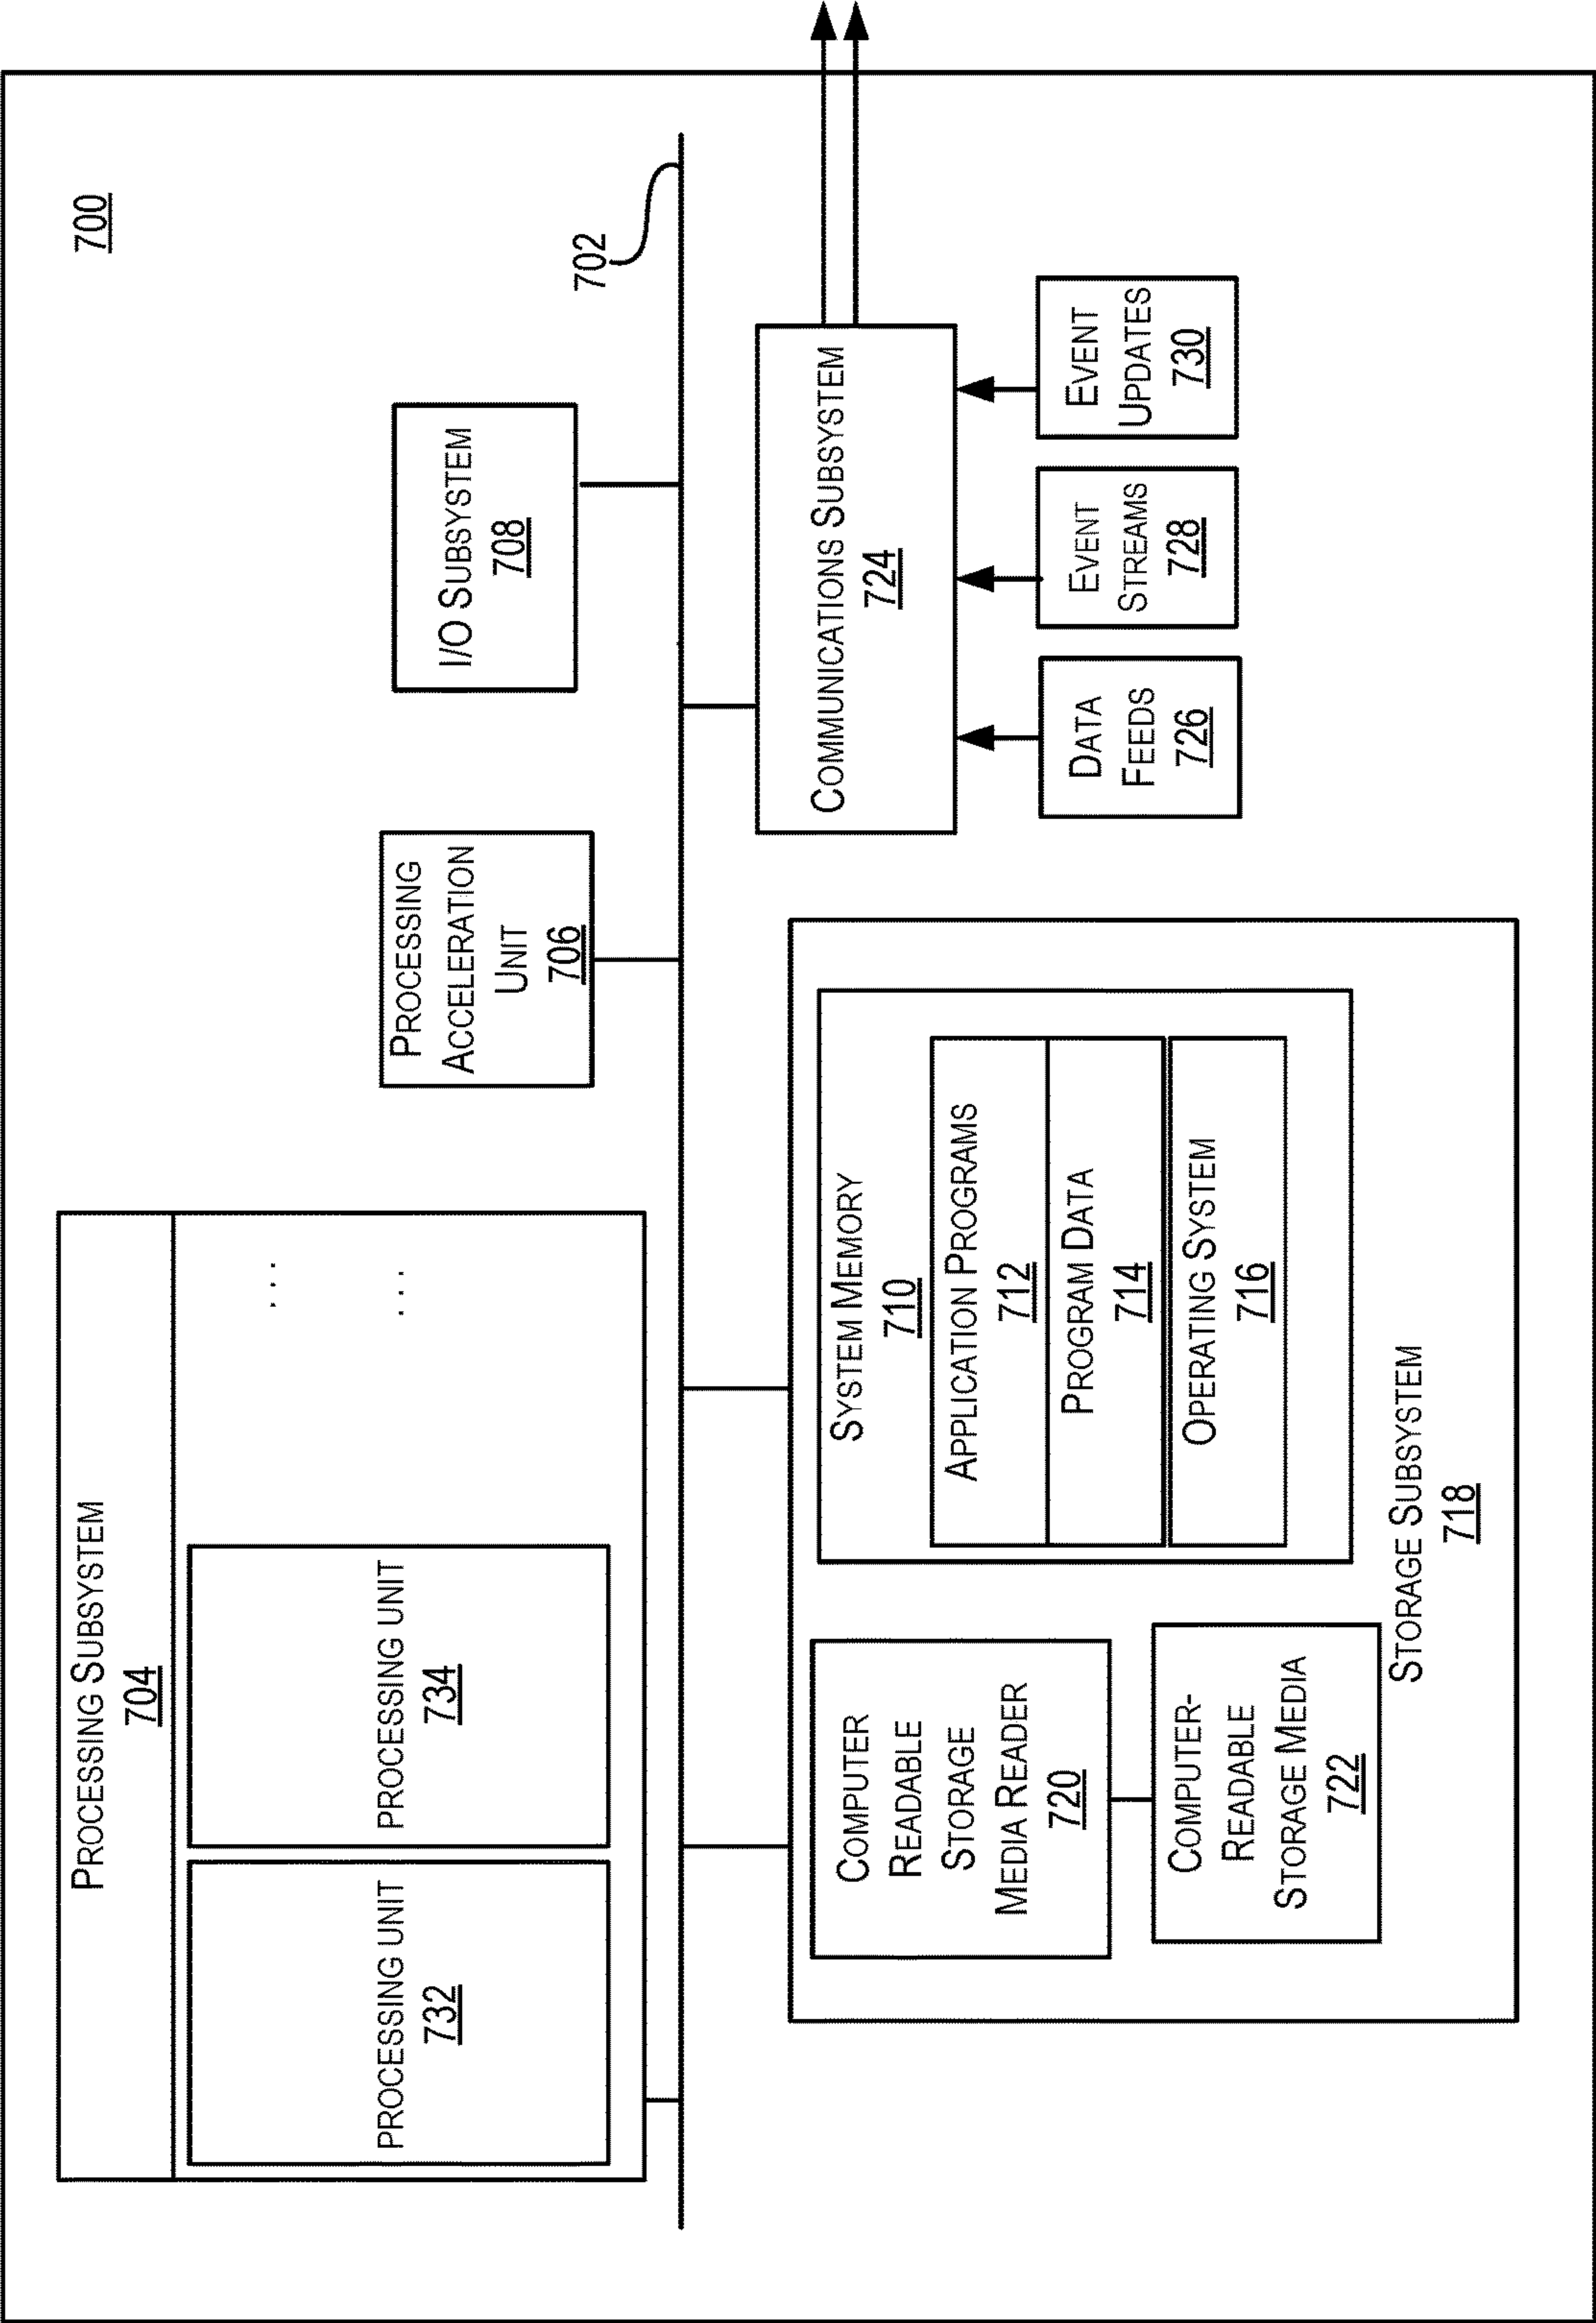 700
PROCESSING SUBSYSTEM
704
PROCESSING UNIT
732
PROCESSING UNIT
734
...
...
PROCESSING
ACCELERATION
UNIT
706
I/O SUBSYSTEM
708
702
COMPUTER
READABLE
STORAGE
MEDIA READER
720
COMPUTER-
READABLE
STORAGE MEDIA
722
SYSTEM MEMORY
710
APPLICATION PROGRAMS
712
PROGRAM DATA
714
OPERATING SYSTEM
716
STORAGE SUBSYSTEM
718
COMMUNICATIONS SUBSYSTEM
724
DATA
FEEDS
726
EVENT
STREAMS
728
EVENT
UPDATES
730